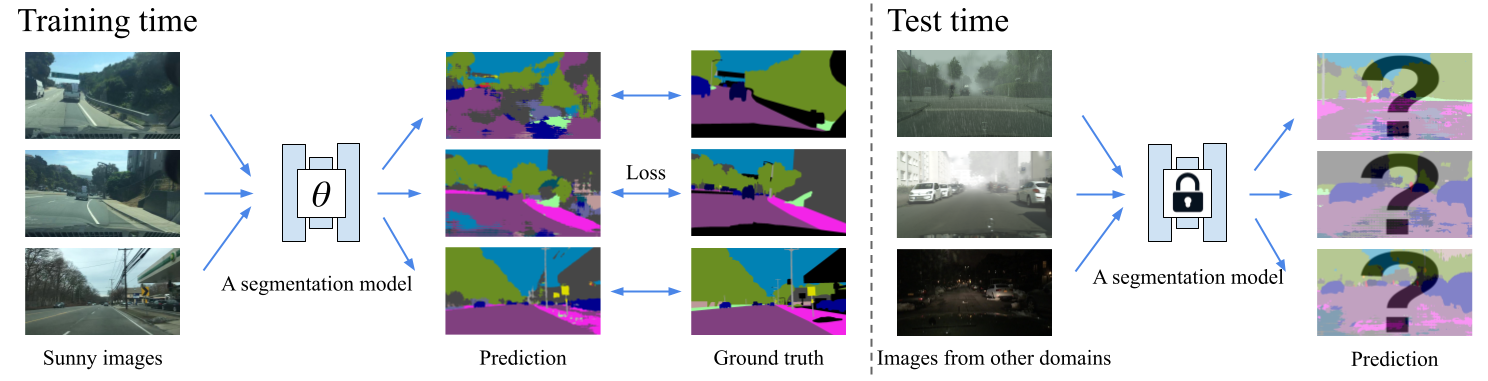 Training time
Test time
Loss
θ
A segmentation model
A segmentation model
Sunny images
Prediction
Ground truth
Images from other domains
Prediction
?
?
?